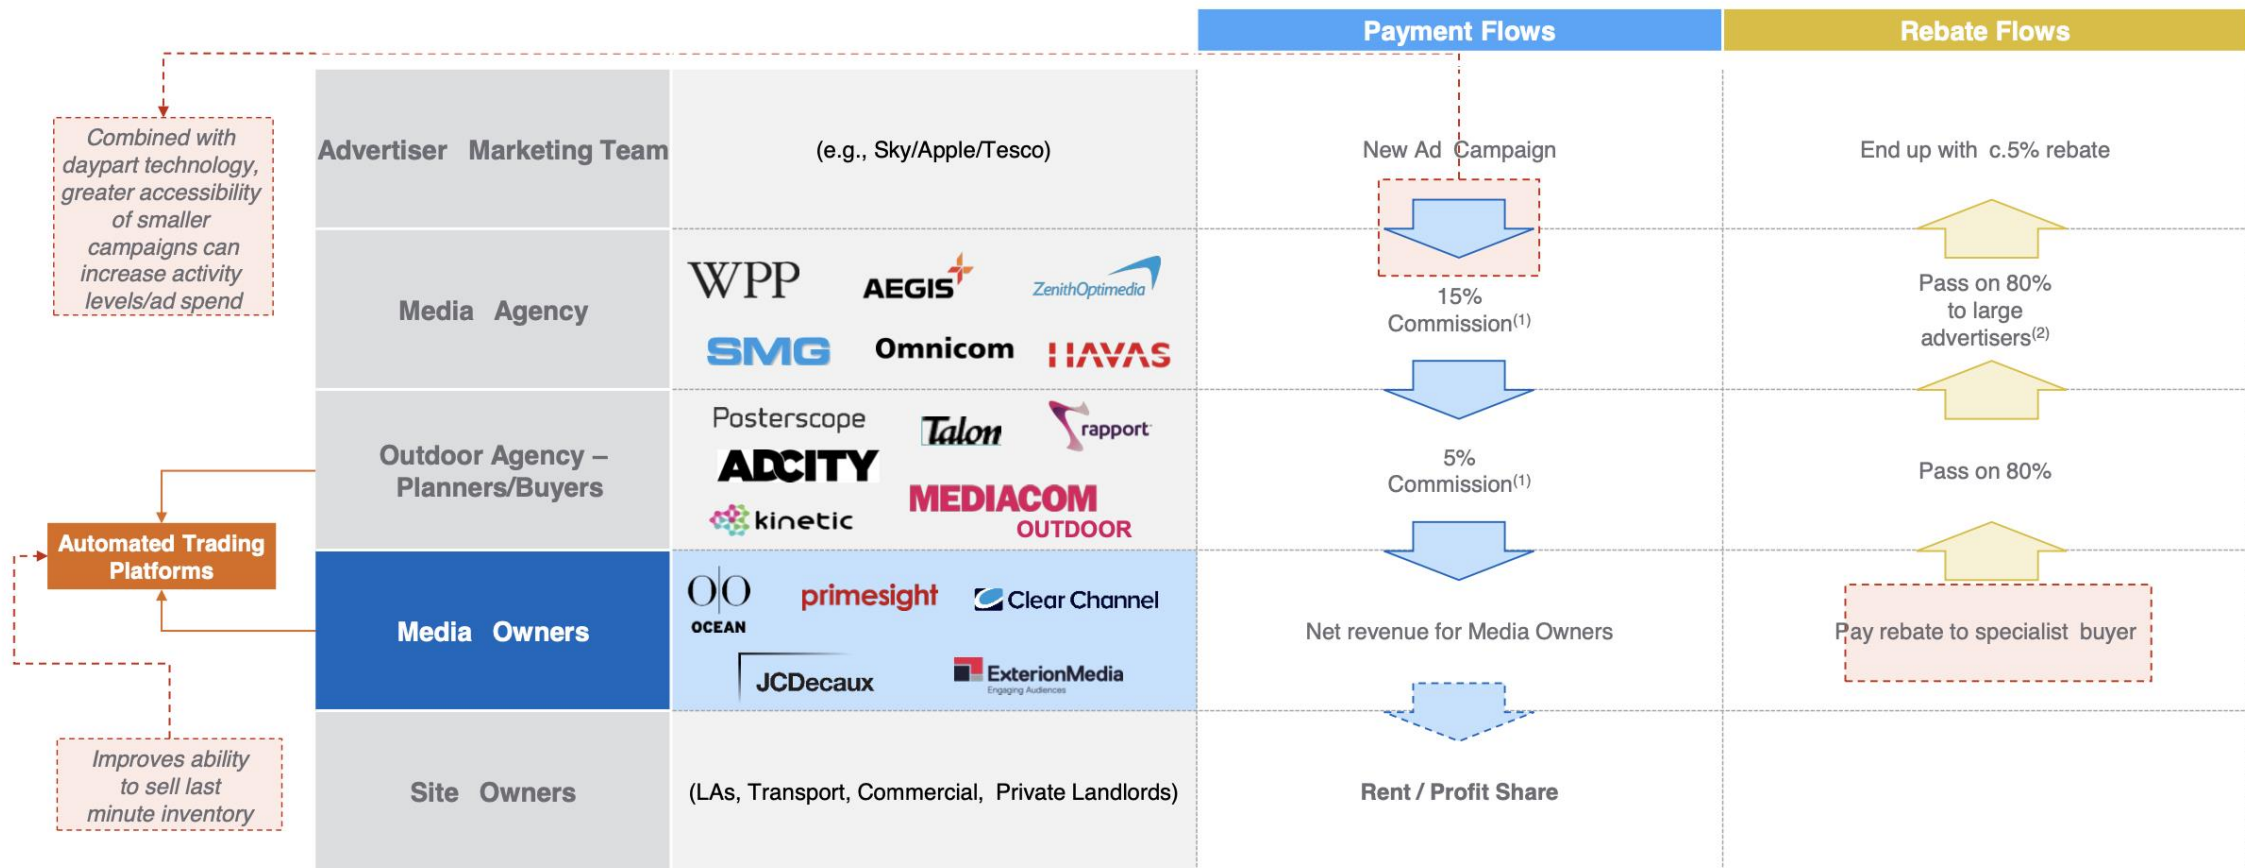 Payment Flows
Rebate Flows
Combined with
daypart technology,
greater accessibility
of smaller
campaigns can
increase activity
levels/ad spend
Advertiser Marketing Team
(e.g., Sky/Apple/Tesco)
New Ad Campaign
End up with c.5% rebate
Media Agency
WPP
AEGIS
ZenithOptimedia
SMG
Omnicom
HAVAS
15%
Commission(1)
Pass on 80%
to large
advertisers(2)
Outdoor Agency –
Planners/Buyers
Posterscope
Talon
rapport
ADCITY
kinetic
MEDIACOM
OUTDOOR
5%
Commission(1)
Pass on 80%
Automated Trading
Platforms
Media Owners
O|O
OCEAN
primesight
Clear Channel
JCDecaux
ExterionMedia
Engaging Audiences
Net revenue for Media Owners
Pay rebate to specialist buyer
Improves ability
to sell last
minute inventory
Site Owners
(LAs, Transport, Commercial, Private Landlords)
Rent / Profit Share